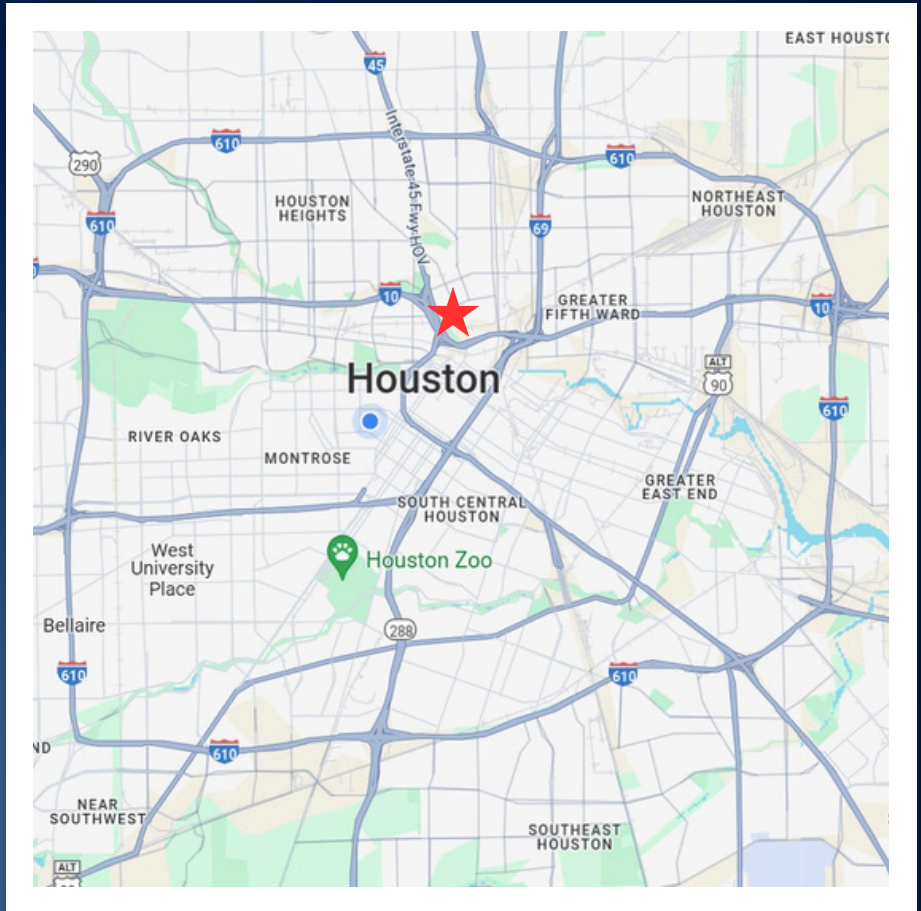 EAST HOUSTO
45
Interstate 45 Fwy HOV
610
290
610
HOUSTON
HEIGHTS
NORTHEAST
HOUSTON
610
69
10
GREATER
FIFTH WARD
10
ALT
90
Houston
610
RIVER OAKS
MONTROSE
GREATER
EAST END
SOUTH CENTRAL
HOUSTON
West
University
Place
Houston Zoo
Bellaire
288
610
610
ND
610
NEAR
SOUTHWEST
SOUTHEAST
HOUSTON
ALT